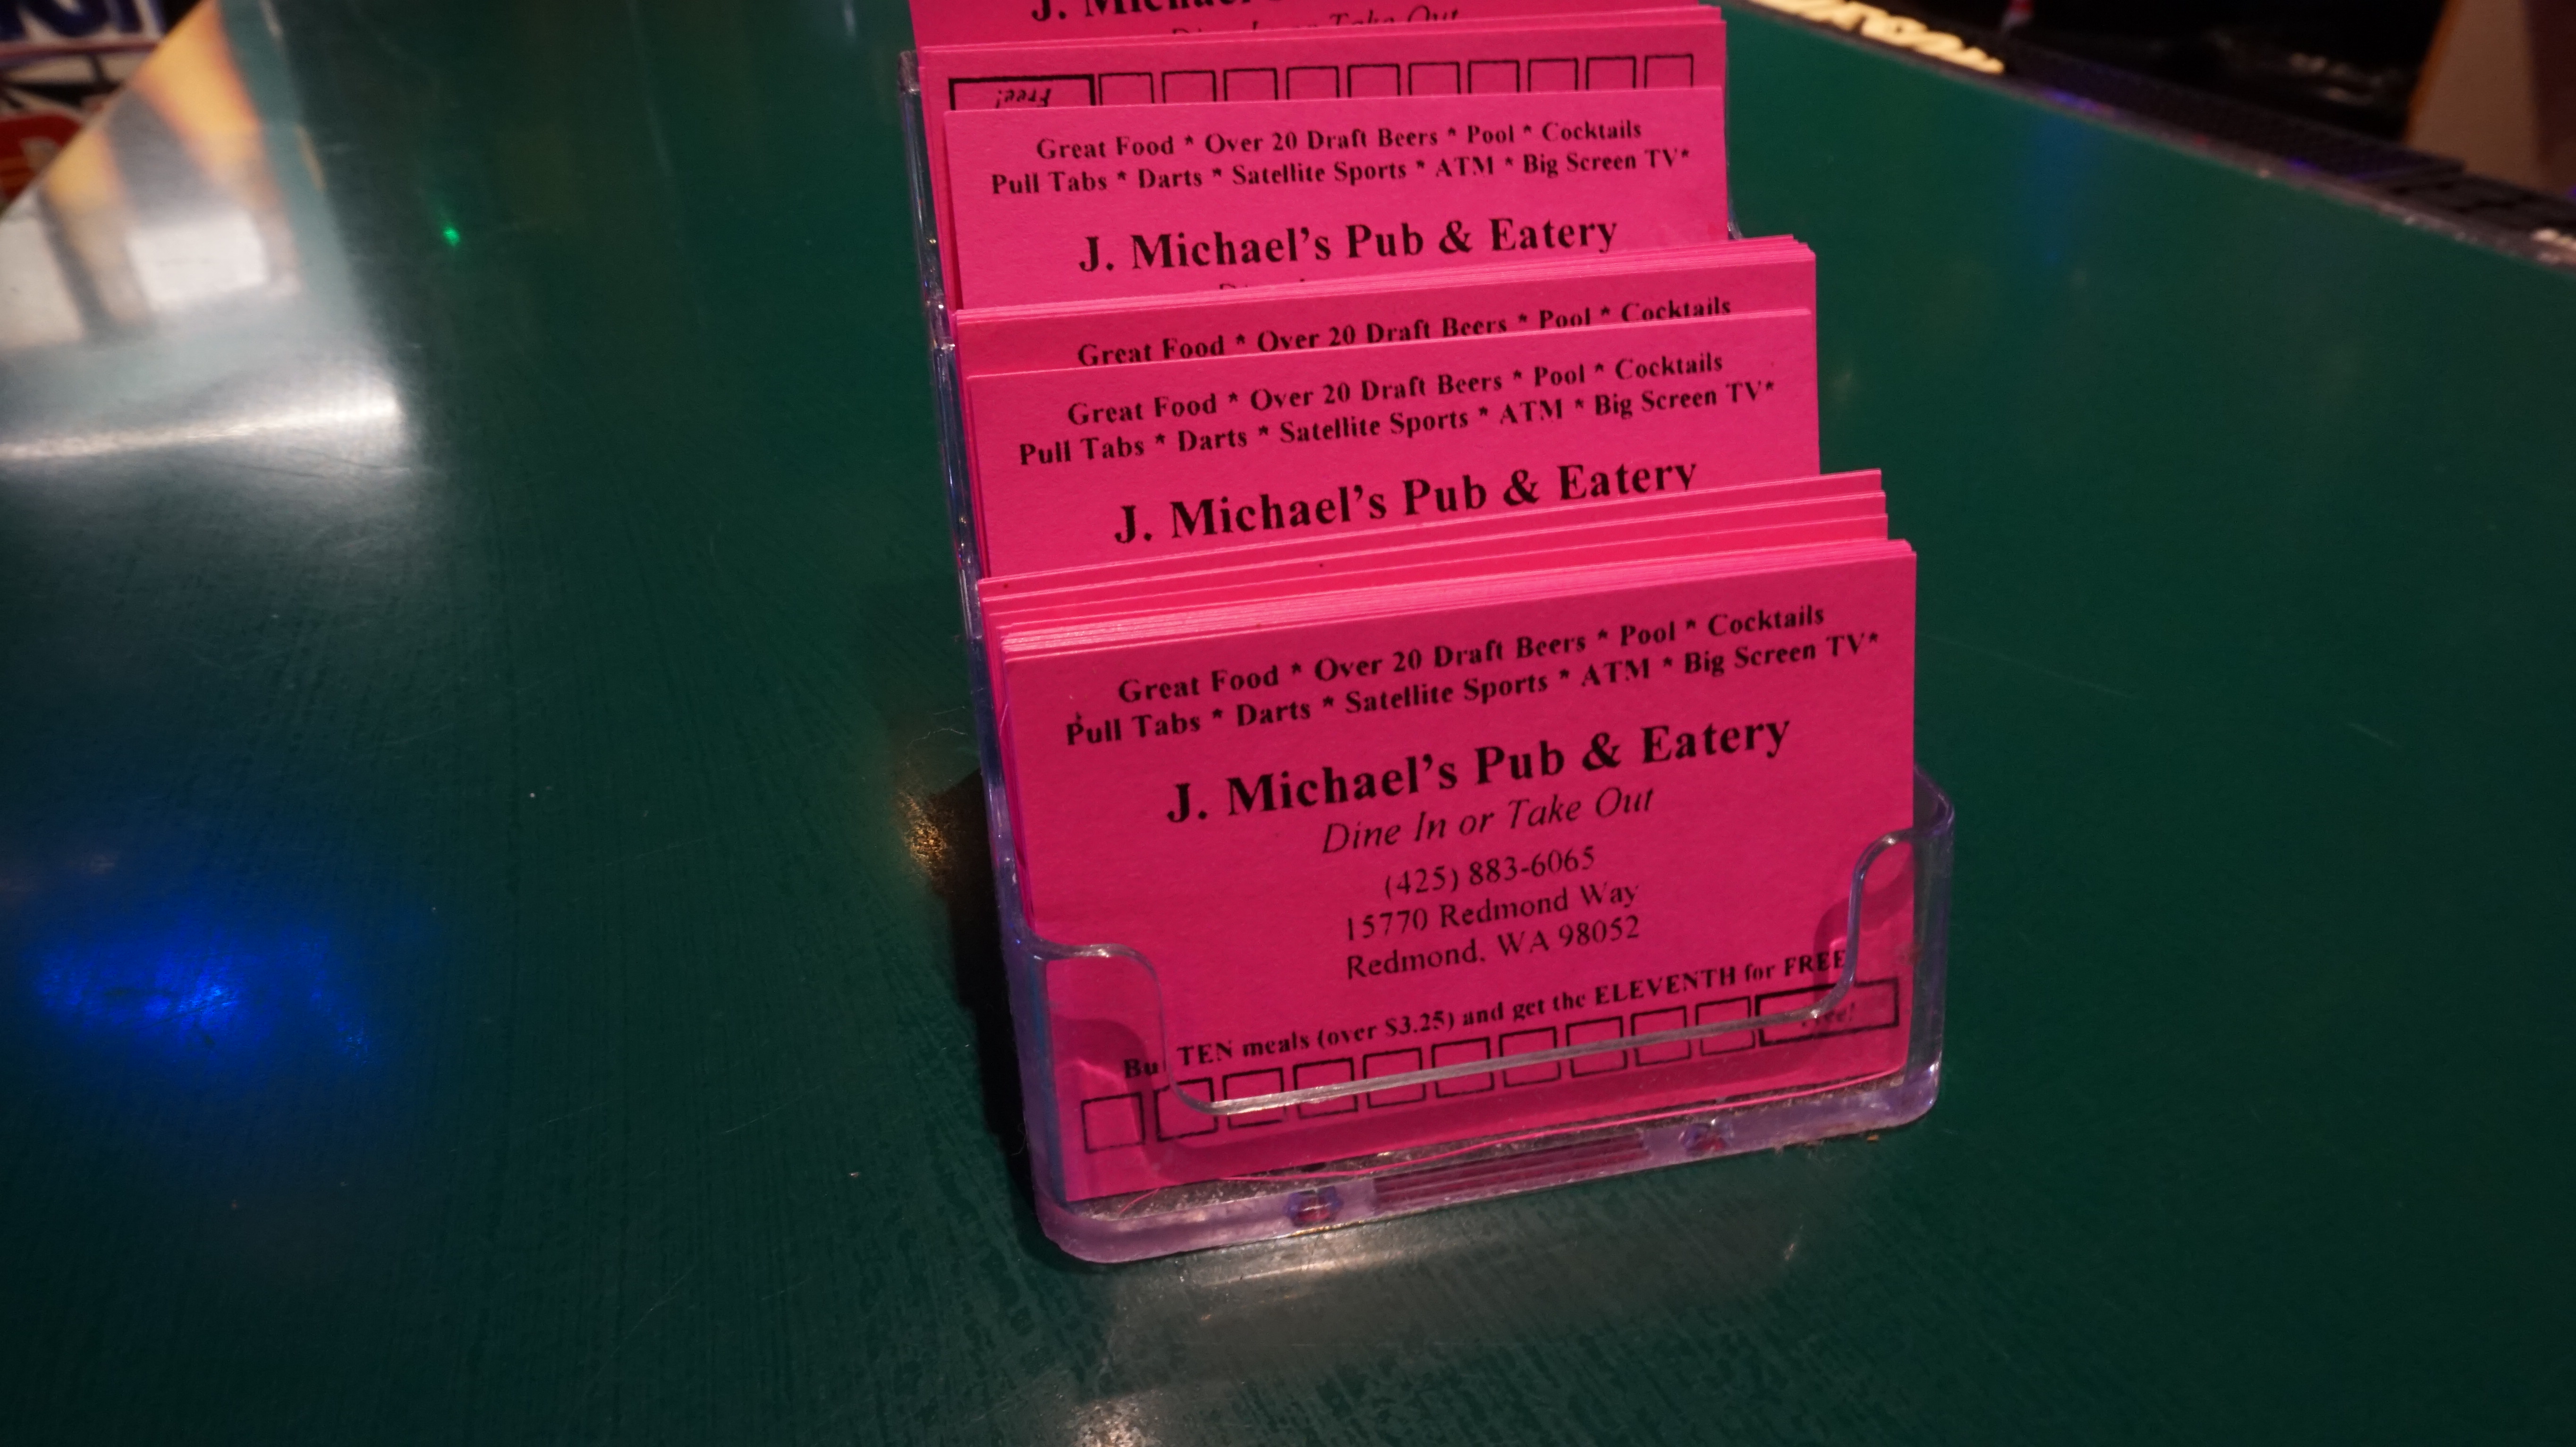 J. Michael's
Dine In or Take Out
Free!
Great Food * Over 20 Draft Beers * Pool * Cocktails
Pull Tabs * Darts * Satellite Sports * ATM * Big Screen TV*
J. Michael's Pub & Eatery
Great Food * Over 20 Draft Beers * Pool * Cocktails
Great Food * Over 20 Draft Beers * Pool * Cocktails
Pull Tabs * Darts * Satellite Sports * ATM * Big Screen TV*
J. Michael's Pub & Eatery
Great Food * Over 20 Draft Beers * Pool * Cocktails
Pull Tabs * Darts * Satellite Sports * ATM * Big Screen TV*
J. Michael's Pub & Eatery
Dine In or Take Out
(425) 883-6065
15770 Redmond Way
Redmond, WA 98052
Buy TEN meals (over $3.25) and get the ELEVENTH for FREE
Free!